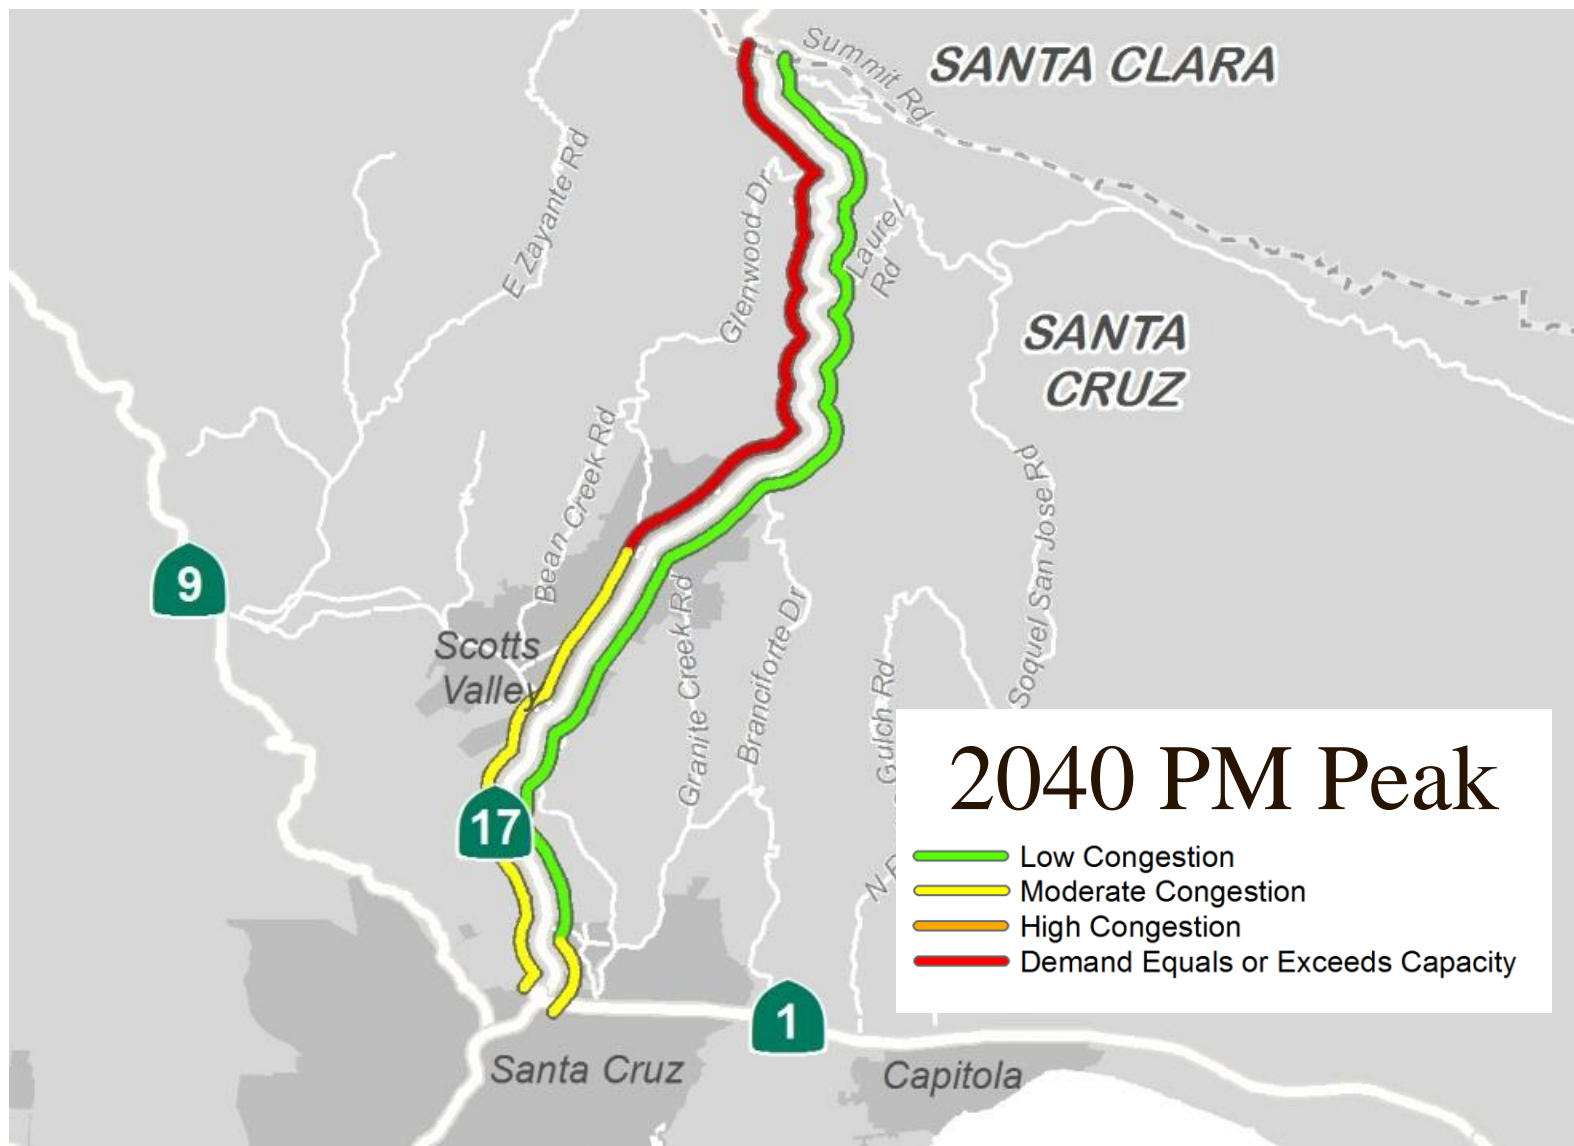 Summit Rd
SANTA CLARA
E Zayante Rd
Glenwood Dr
Laurel
Rd
SANTA
CRUZ
Bean Creek Rd
Soquel San Jose Rd
9
Scotts
Valley
Granite Creek Rd
Branciforte Dr
Gulch Rd
17
N
2040 PM Peak
Low Congestion
Moderate Congestion
High Congestion
Demand Equals or Exceeds Capacity
1
Santa Cruz
Capitola